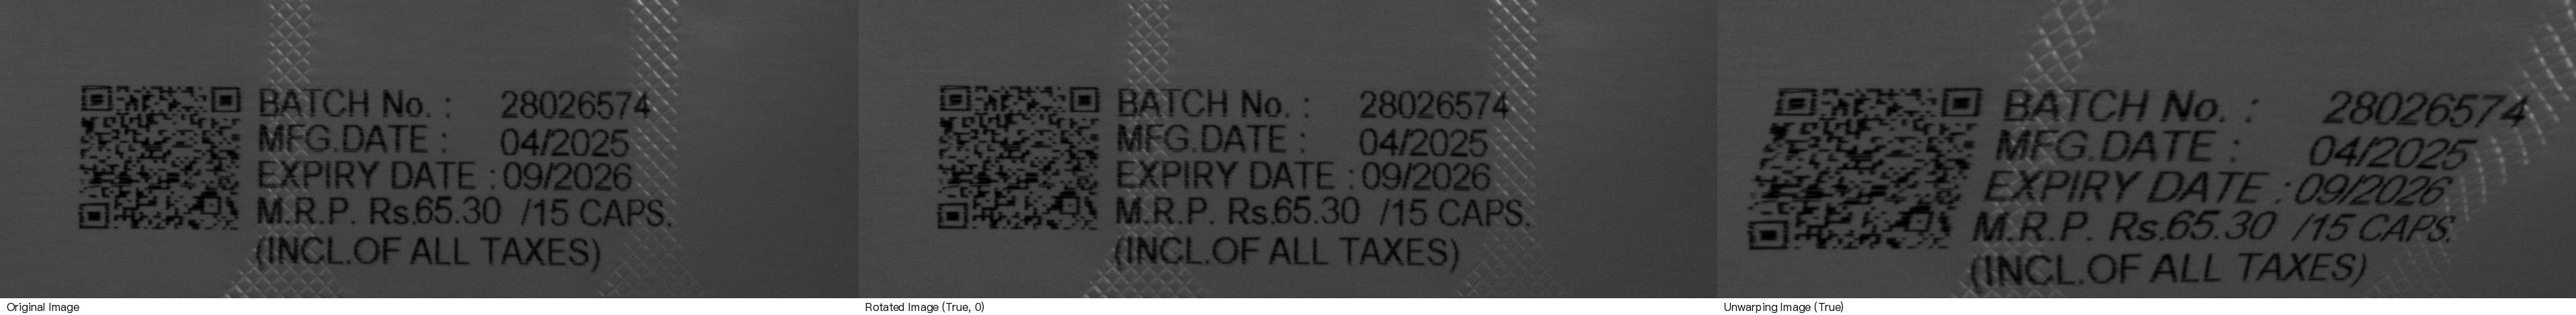 BATCH No. : 28026574
MFG.DATE : 04/2025
EXPIRY DATE : 09/2026
M.R.P. Rs.65.30 /15 CAPS.
(INCL.OF ALL TAXES)
BATCH No. : 28026574
MFG.DATE : 04/2025
EXPIRY DATE : 09/2026
M.R.P. Rs.65.30 /15 CAPS.
(INCL.OF ALL TAXES)
BATCH No. : 28026574
MFG.DATE : 04/2025
EXPIRY DATE : 09/2026
M.R.P. Rs.65.30 /15 CAPS.
(INCL.OF ALL TAXES)
Original Image
Rotated Image (True, 0)
Unwarping Image (True)